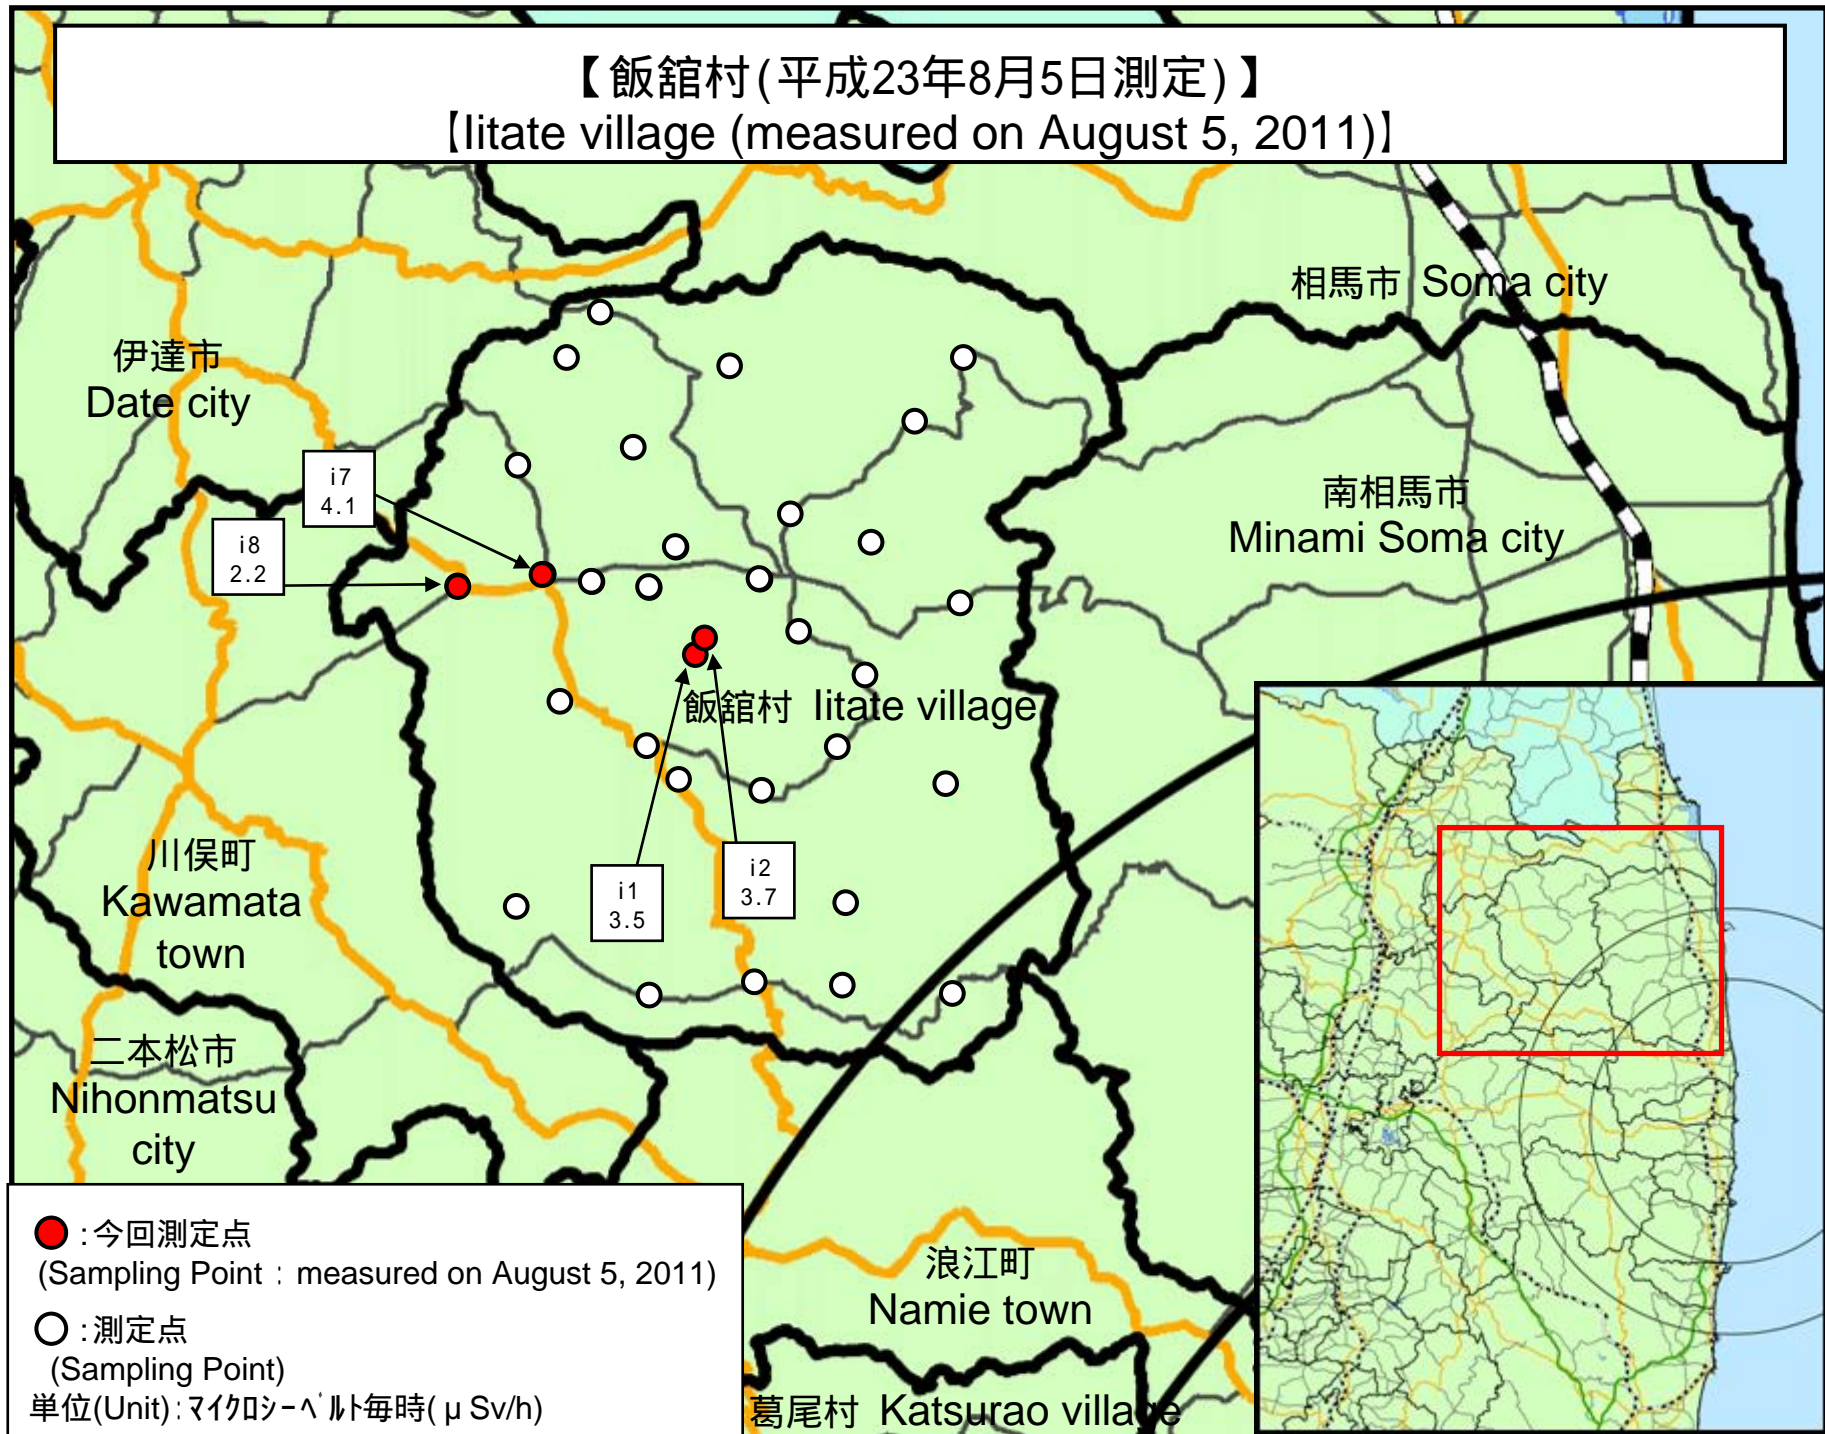 【飯舘村(平成23年8月5日測定)】
【Iitate village (measured on August 5, 2011)】
相馬市 Soma city
伊達市
Date city
i7
4.1
南相馬市
Minami Soma city
i8
2.2
飯舘村 Iitate village
川俣町
Kawamata
town
i1
3.5
i2
3.7
二本松市
Nihonmatsu
city
:今回測定点
(Sampling Point : measured on August 5, 2011)
:測定点
(Sampling Point)
単位(Unit):マイクロシーベルト毎時(μSv/h)
浪江町
Namie town
葛尾村 Katsurao village